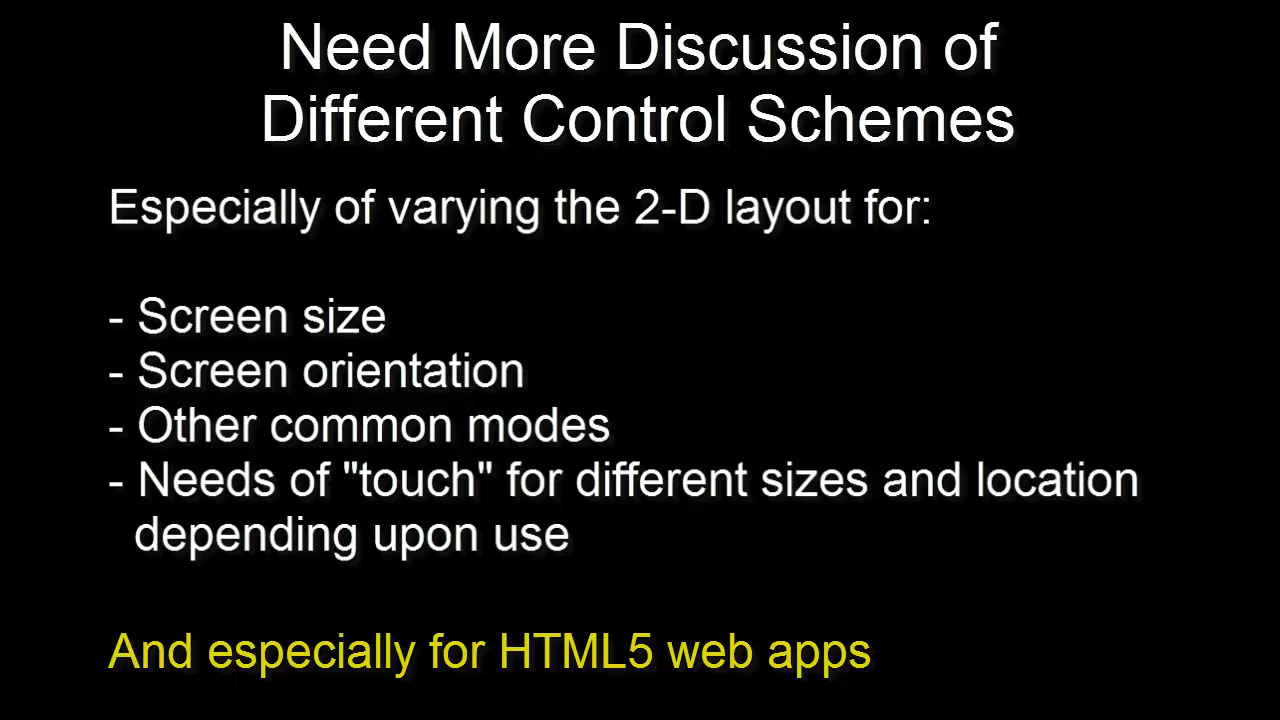 Need More Discussion of
Different Control Schemes
Especially of varying the 2-D layout for:
- Screen size
- Screen orientation
- Other common modes
- Needs of "touch" for different sizes and location
depending upon use
And especially for HTML5 web apps